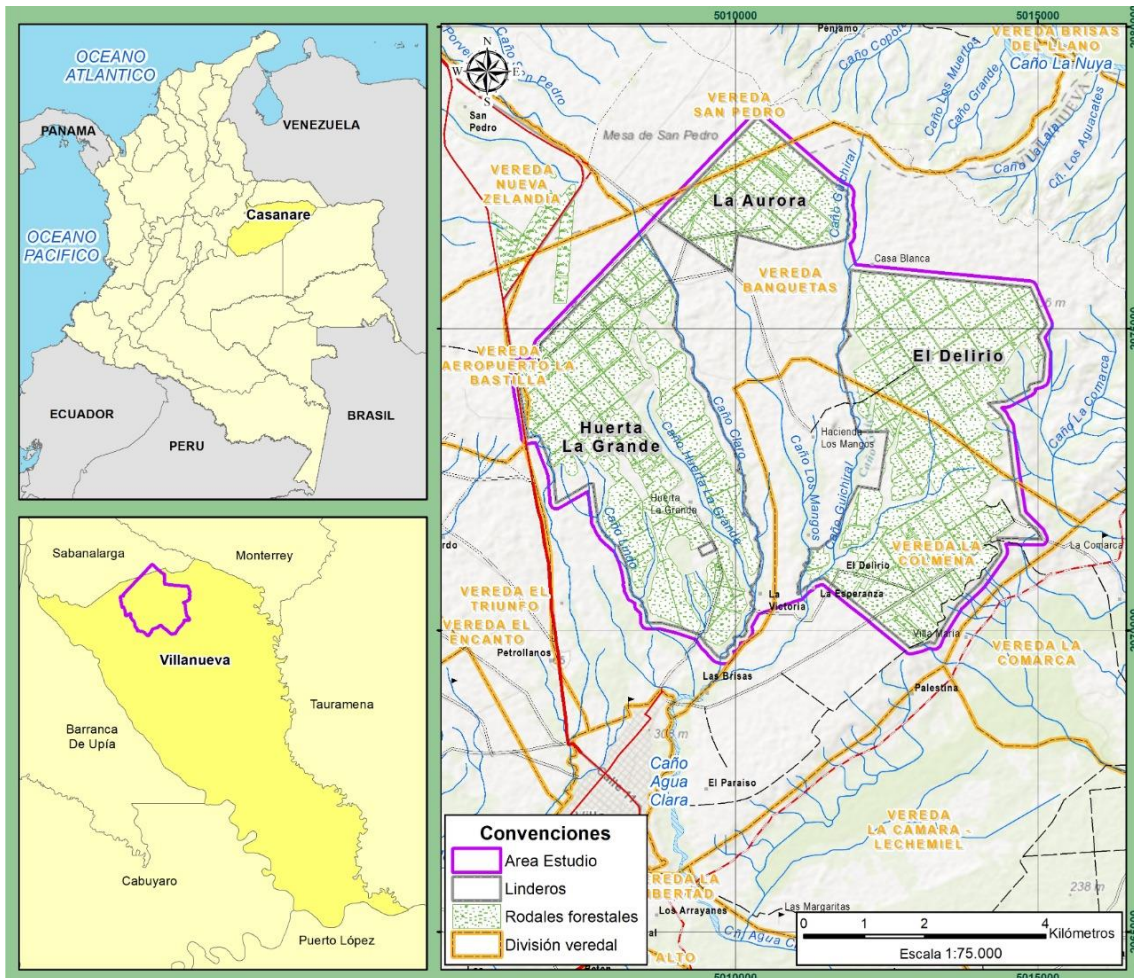 OCEANO
ATLANTICO
PANAMA
VENEZUELA
Casanare
OCEANO
PACIFICO
ECUADOR
PERU
BRASIL
Sabanalarga
Monterrey
Villanueva
Barranca
De Upía
Tauramena
Cabuyaro
Puerto López
5010000
5015000
N
W
E
S
San
Pedro
Caño San Pedro
Penjamo
Caño Los Muertos
Caño Grande
VEREDA BRISAS
DEL LLANO
Caño La Nuya
Cñ. Los Aguacates
VEREDA
SAN PEDRO
Mesa de San Pedro
VEREDA
NUEVA
ZELANDIA
La Aurora
Caño Guichiral
Casa Blanca
VEREDA
BANQUETAS
VEREDA
AEROPUERTO LA
BASTILLA
El Delirio
Huerta
La Grande
Caño Claro
Caño Huerta La Grande
Huerta
La Grande
Caño Lindo
Hacienda
Los Mangos
Caño Los Mangos
Caño Guichiral
Caño La Comarca
VEREDA LA
COLMENA
El Delirio
La Comarca
La
Victoria
La Esperanza
Villa María
VEREDA EL
TRIUNFO
VEREDA EL
ENCANTO
Petrollanos
Las Brisas
VEREDA LA
COMARCA
Palestina
Caño
Agua
Clara
El Paraiso
VEREDA
LA CAMARA -
LECHEMIEL
238 m
Los Arrayanes
Las Margaritas
ALTO
Convenciones
Area Estudio
Linderos
Rodales forestales
División veredal
0 1 2 4
Kilómetros
Escala 1:75.000
5010000
5015000